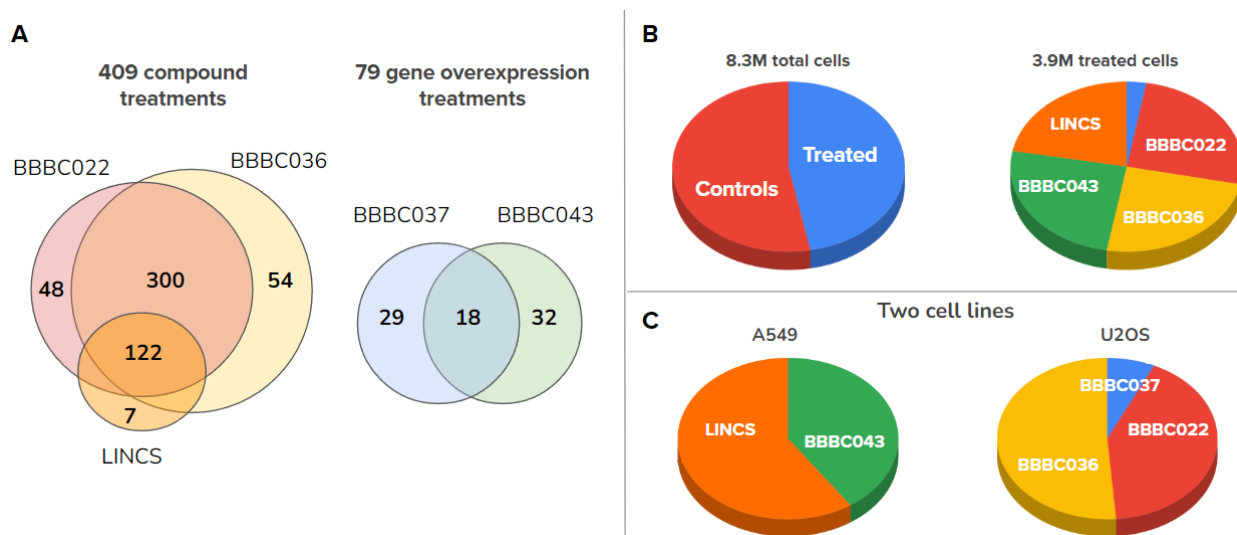 A
409 compound
treatments
79 gene overexpression
treatments
BBBC022
BBBC036
48
300
54
122
7
LINCS
BBBC037
BBBC043
29
18
32
B
8.3M total cells
3.9M treated cells
Controls
Treated
LINCS
BBBC022
BBBC043
BBBC036
C
Two cell lines
A549
U2OS
LINCS
BBBC043
BBBC037
BBBC022
BBBC036